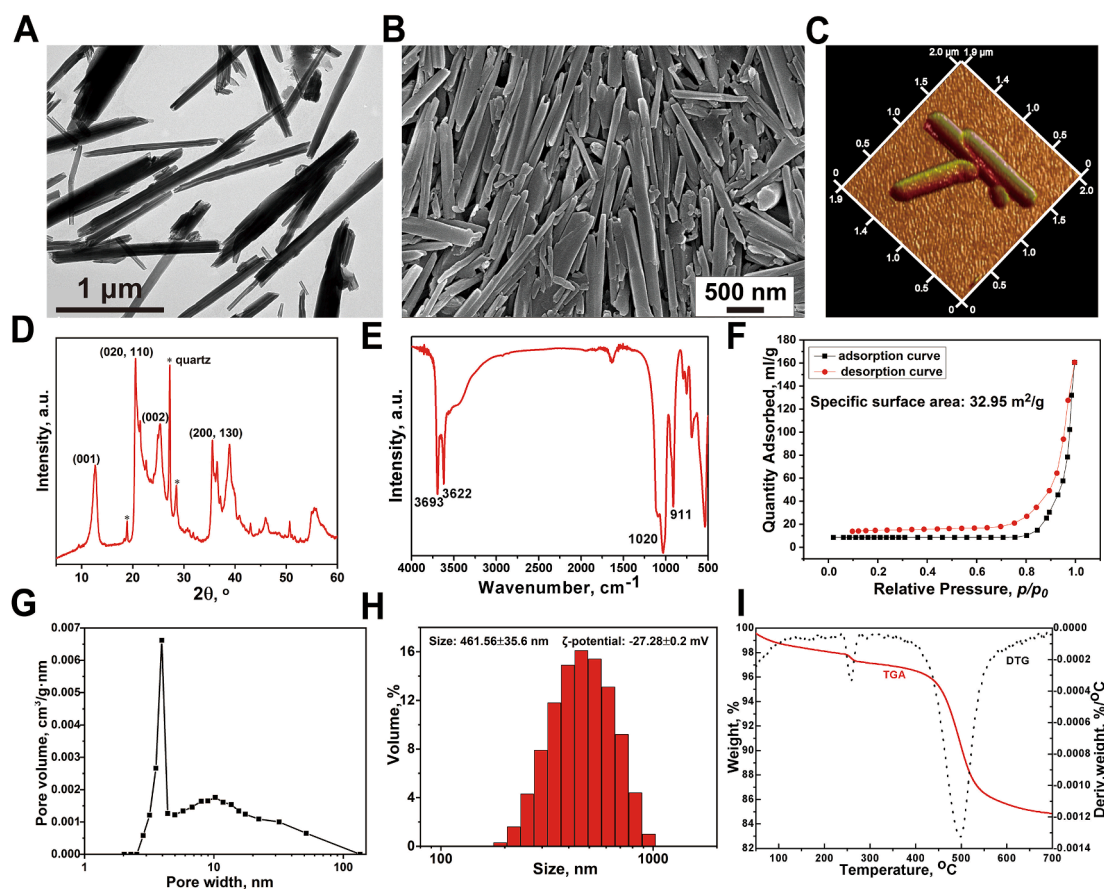 A
1 μm
B
500 nm
C
2.0 μm 1.9 μm
1.5 1.4
1.0 1.0
0.5 0.5
0 0
1.9 2.0
1.4 1.5
1.0 1.0
0.5 0.5
0 0
D
Intensity, a.u.
(001)
(020, 110)
(002)
* quartz
(200, 130)
*
*
10 20 30 40 50 60
2θ, °
E
Intensity, a.u.
3693
3622
1020
911
4000 3500 3000 2500 2000 1500 1000 500
Wavenumber, cm-1
F
Quantity Adsorbed, ml/g
180
160
140
120
100
80
60
40
20
0
adsorption curve
desorption curve
Specific surface area: 32.95 m2/g
0.0 0.2 0.4 0.6 0.8 1.0
Relative Pressure, p/p0
G
Pore volume, cm3/g·nm
0.007
0.006
0.005
0.004
0.003
0.002
0.001
0.000
1 10 100
Pore width, nm
H
Size: 461.56±35.6 nm ζ-potential: -27.28±0.2 mV
Volume, %
16
12
8
4
0
100 1000
Size, nm
I
Weight, %
100
98
96
94
92
90
88
86
84
82
TGA
DTG
0.0000
-0.0002
-0.0004
-0.0006
-0.0008
-0.0010
-0.0012
-0.0014
Deriv.weight, %/°C
100 200 300 400 500 600 700
Temperature, °C